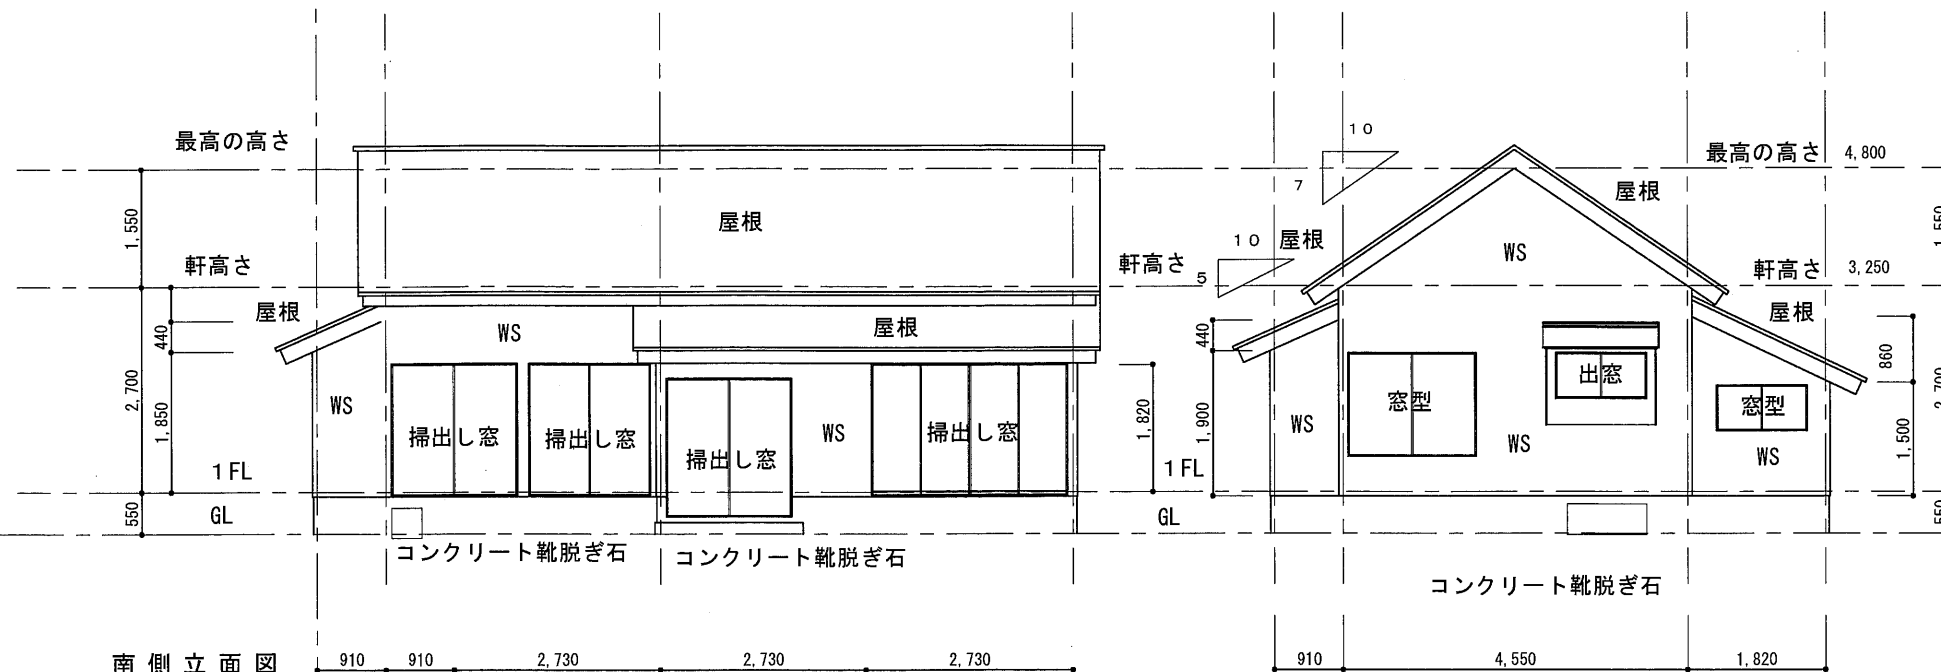 10
最高の高さ
最高の高さ 4,800
7
屋根
屋根
1,550
屋根
10
WS
1,550
軒高さ
軒高さ
5
軒高さ 3,250
屋根
屋根
屋根
WS
440
440
860
出窓
2,700
1,850
WS
掃出し窓
掃出し窓
掃出し窓
WS
掃出し窓
1,820
1,900
WS
窓型
WS
窓型
WS
1,500
2,700
1FL
1FL
550
GL
GL
550
コンクリート靴脱ぎ石
コンクリート靴脱ぎ石
コンクリート靴脱ぎ石
南側立面図
910 910 2,730 2,730 2,730
910 4,550 1,820